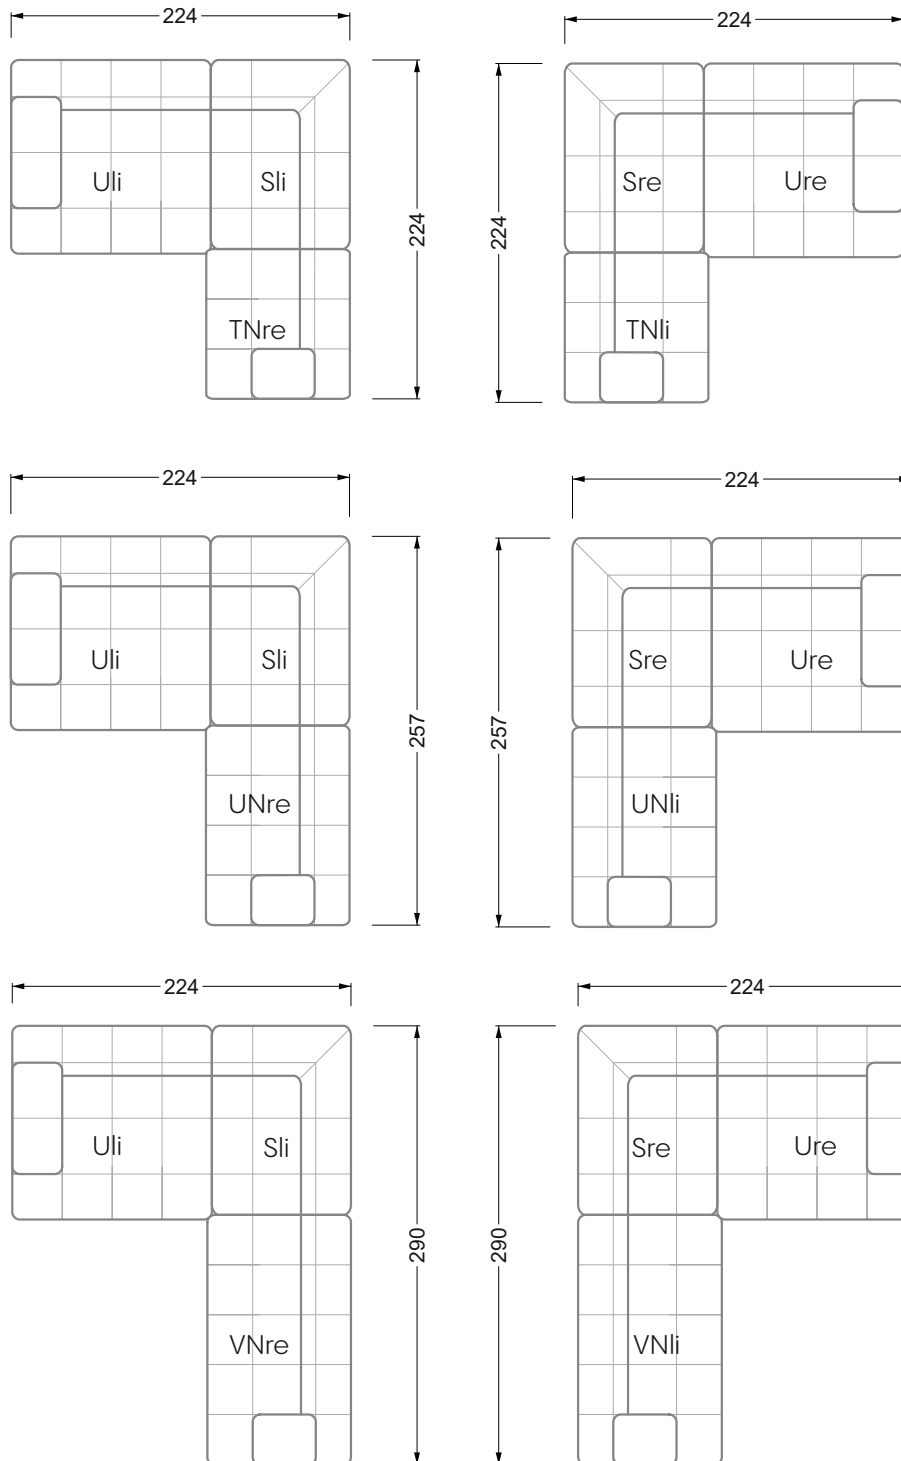 224 224
Uli Sli Sre Ure
224 224
TNre TNli
224 224
Uli Sli Sre Ure
257 257
UNre UNli
224 224
Uli Sli Sre Ure
290 290
VNre VNli